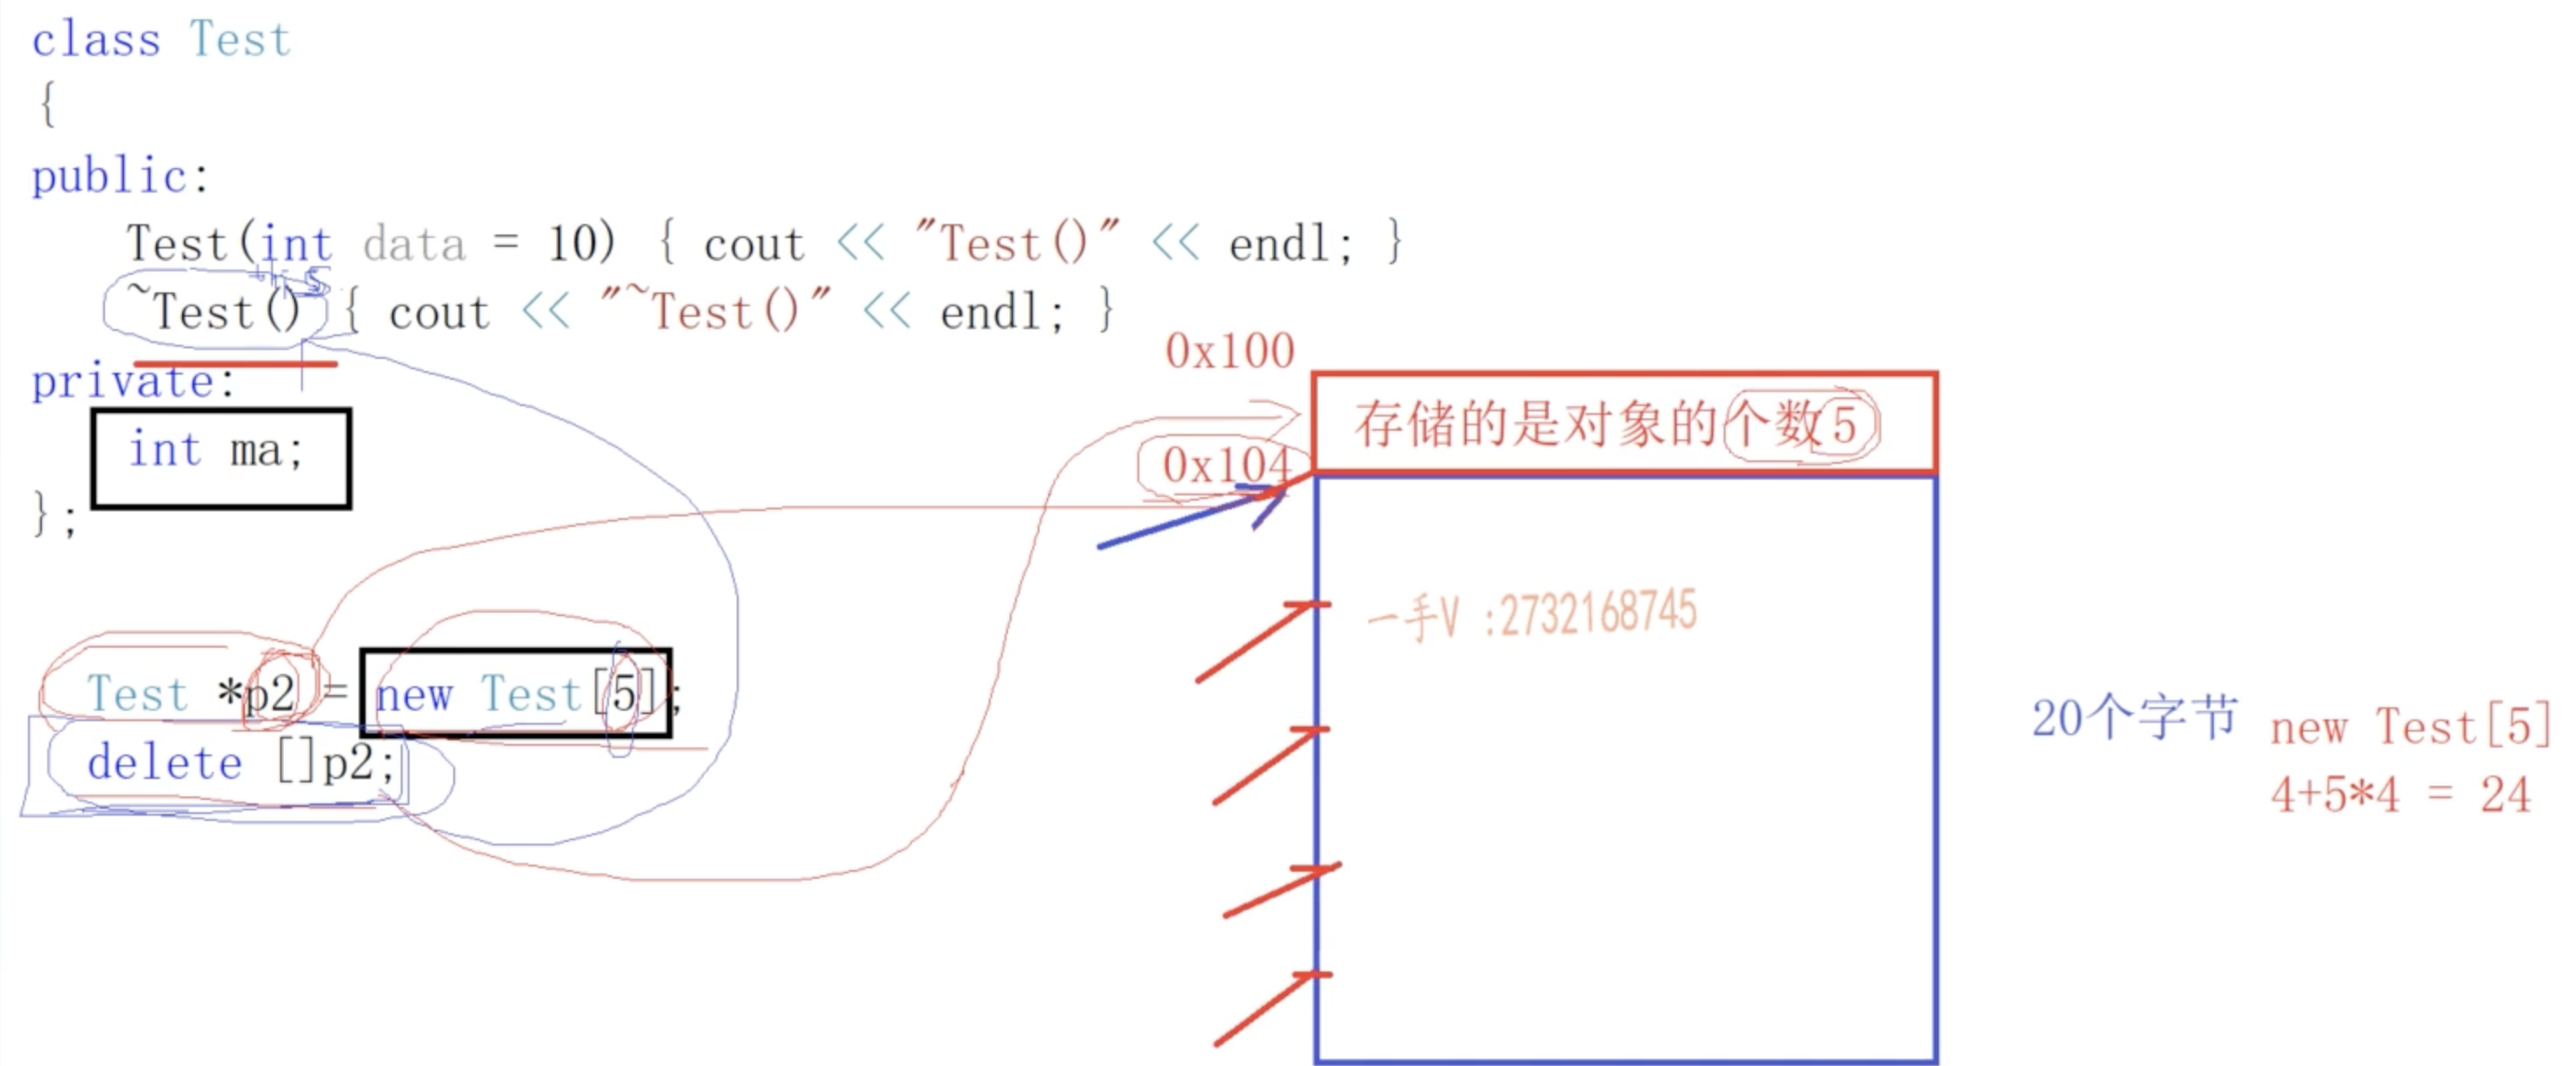 class Test
{
public:
Test(int data = 10) { cout << "Test()" << endl; }
~Test() { cout << "~Test()" << endl; }
private:
int ma;
};
Test *p2 = new Test[5];
delete []p2;
0x100
存储的是对象的个数5
0x104
一手V :2732168745
20个字节
new Test[5]
4+5*4 = 24